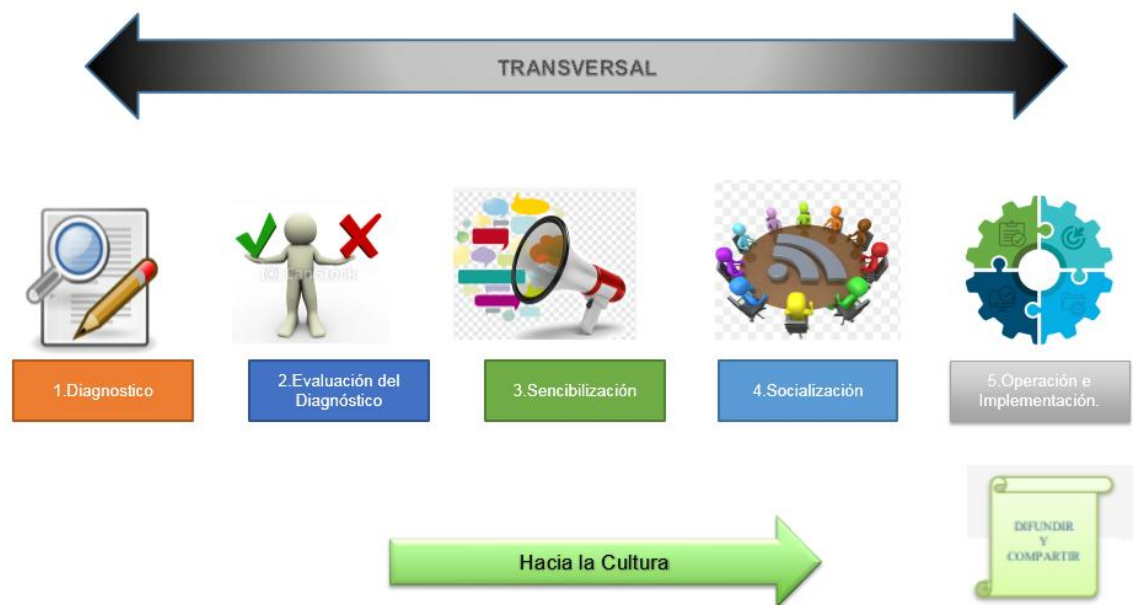 TRANSVERSAL
(c) CanStock
1.Diagnostico
2.Evaluación del
Diagnóstico
3.Sencibilización
4.Socialización
5.Operación e
Implementación.
Hacia la Cultura
DIFUNDIR
Y
COMPARTIR